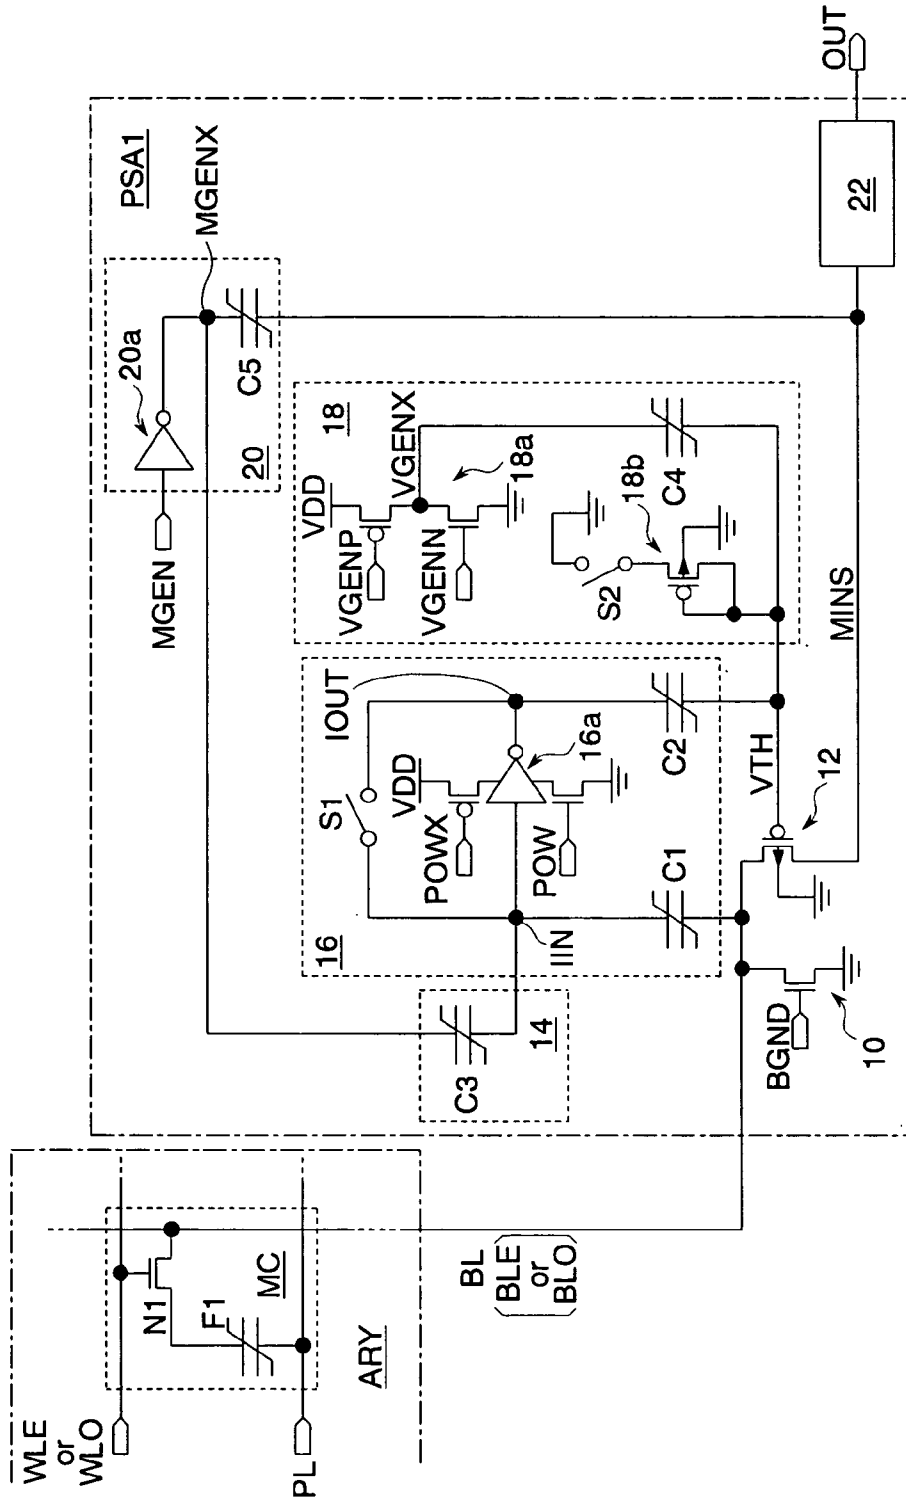 WLE
or
WLO
PL
N1
F1
MC
ARY
BL
BLE
or
BLO
PSA1
MGEN
20a
20
C5
MGENX
C3
14
16
S1
IOUT
VDD
POWX
POW
16a
IIN
C1
C2
18
VDD
VGENP
VGENX
VGENN
18a
S2
18b
C4
VTH
12
MINS
BGND
10
22
OUT